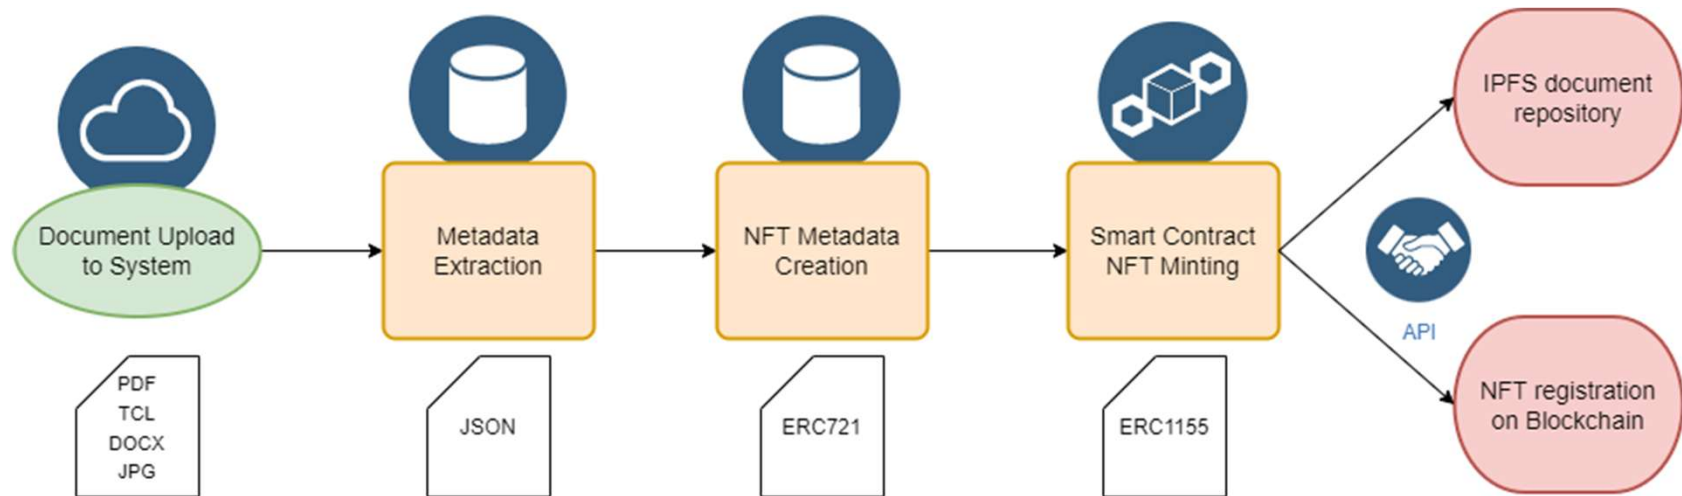 Document Upload
to System
Metadata
Extraction
NFT Metadata
Creation
Smart Contract
NFT Minting
IPFS document
repository
API
NFT registration
on Blockchain
PDF
TCL
DOCX
JPG
JSON
ERC721
ERC1155